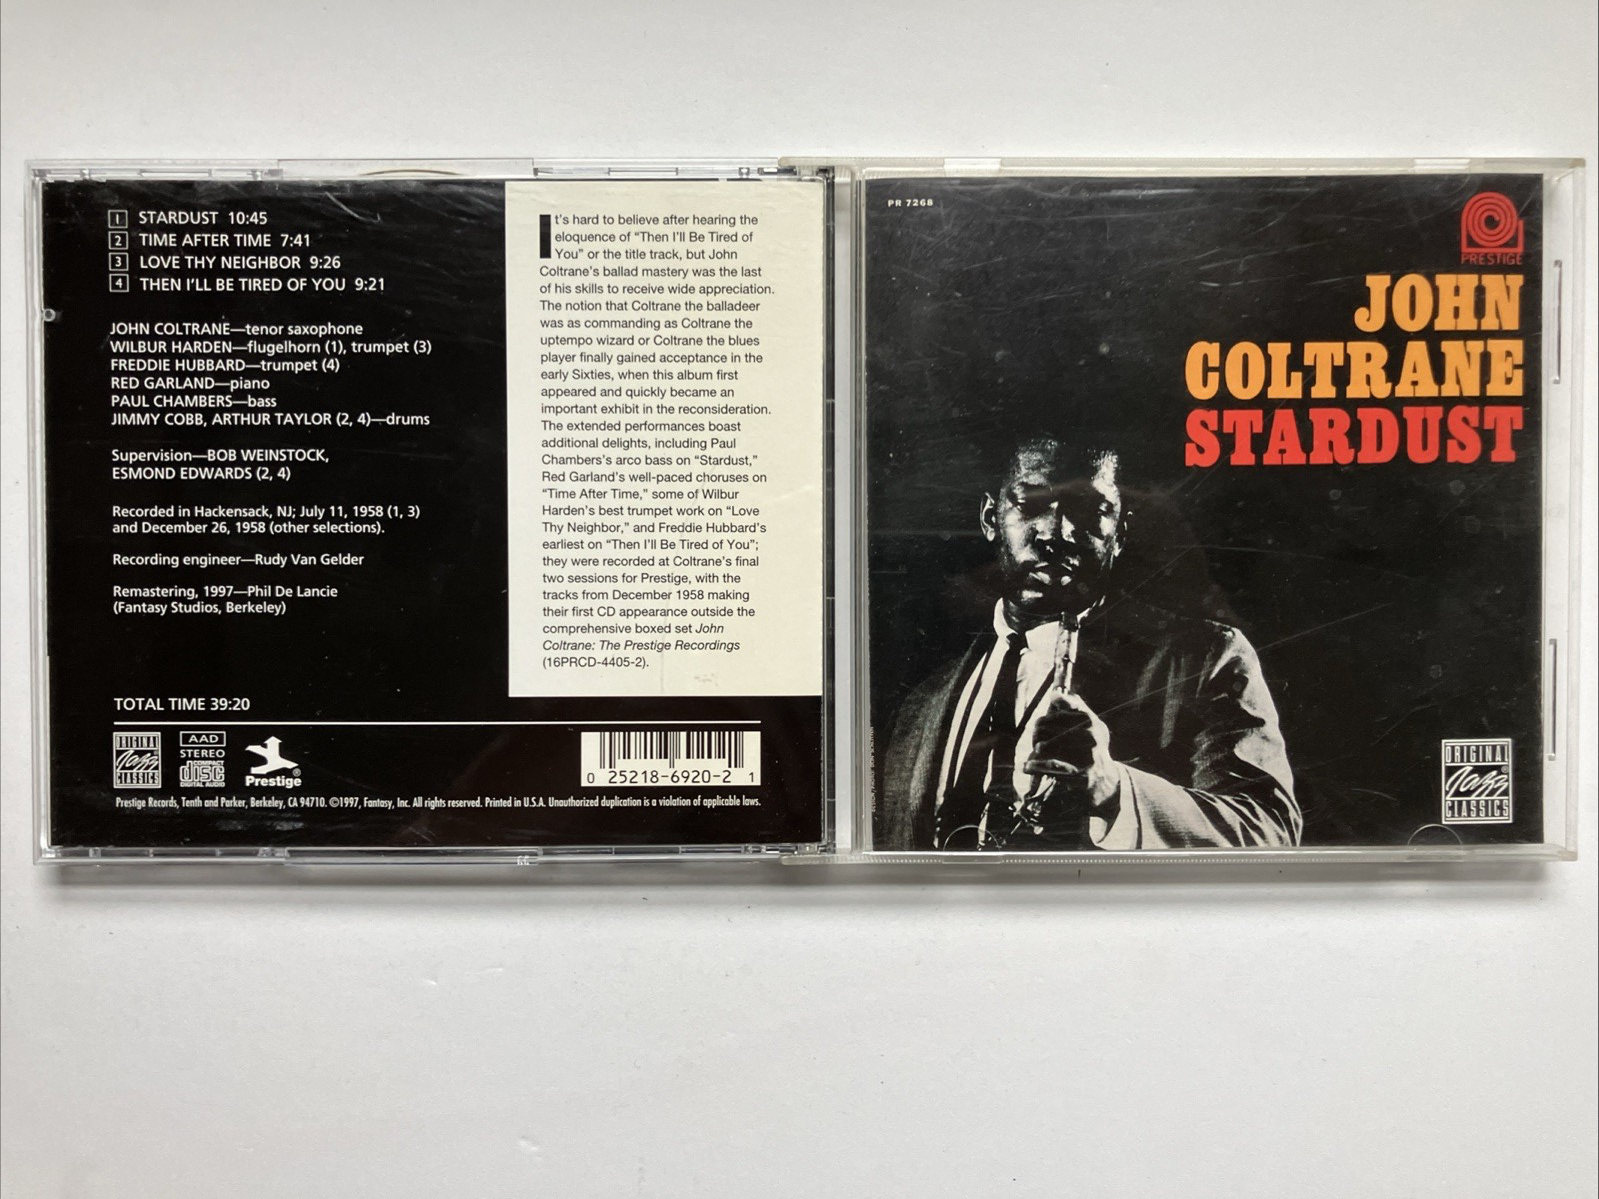 1 STARDUST 10:45
2 TIME AFTER TIME 7:41
3 LOVE THY NEIGHBOR 9:26
4 THEN I'LL BE TIRED OF YOU 9:21
JOHN COLTRANE—tenor saxophone
WILBUR HARDEN—flugelhorn (1), trumpet (3)
FREDDIE HUBBARD—trumpet (4)
RED GARLAND—piano
PAUL CHAMBERS—bass
JIMMY COBB, ARTHUR TAYLOR (2, 4)—drums
Supervision—BOB WEINSTOCK,
ESMOND EDWARDS (2, 4)
Recorded in Hackensack, NJ; July 11, 1958 (1, 3)
and December 26, 1958 (other selections).
Recording engineer—Rudy Van Gelder
Remastering, 1997—Phil De Lancie
(Fantasy Studios, Berkeley)
TOTAL TIME 39:20
ORIGINAL
Jazz
CLASSICS
AAD
STEREO
COMPACT
disc
DIGITAL AUDIO
Prestige®
0 25218-6920-2 1
Prestige Records, Tenth and Parker, Berkeley, CA 94710. ©1997, Fantasy, Inc. All rights reserved. Printed in U.S.A. Unauthorized duplication is a violation of applicable laws.
It's hard to believe after hearing the
eloquence of “Then I'll Be Tired of
You” or the title track, but John
Coltrane's ballad mastery was the last
of his skills to receive wide appreciation.
The notion that Coltrane the balladeer
was as commanding as Coltrane the
uptempo wizard or Coltrane the blues
player finally gained acceptance in the
early Sixties, when this album first
appeared and quickly became an
important exhibit in the reconsideration.
The extended performances boast
additional delights, including Paul
Chambers's arco bass on “Stardust,”
Red Garland's well-paced choruses on
“Time After Time,” some of Wilbur
Harden's best trumpet work on “Love
Thy Neighbor,” and Freddie Hubbard's
earliest on “Then I'll Be Tired of You”;
they were recorded at Coltrane's final
two sessions for Prestige, with the
tracks from December 1958 making
their first CD appearance outside the
comprehensive boxed set John
Coltrane: The Prestige Recordings
(16PRCD-4405-2).
PR 7268
PRESTIGE
JOHN
COLTRANE
STARDUST
ORIGINAL
Jazz
CLASSICS